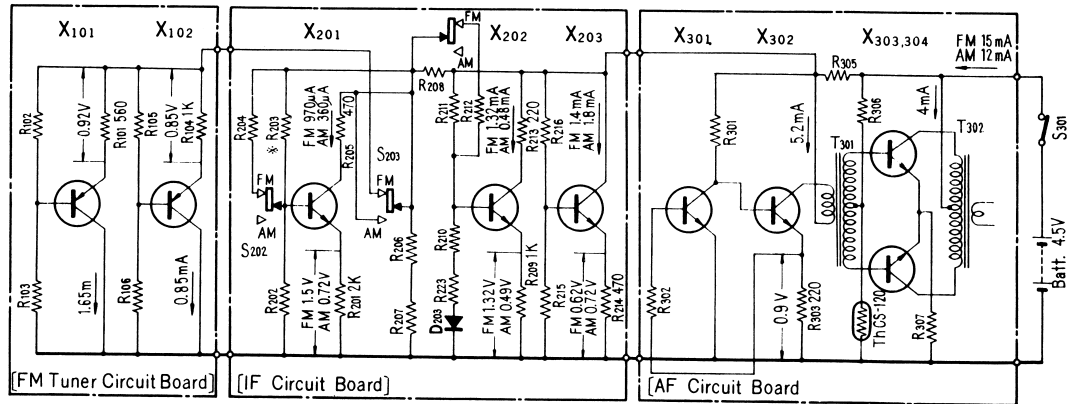 X101
X102
X201
FM
AM
X202
X203
X301
X302
X303,304
FM 15mA
AM 12mA
R102
0.92V
R101 560
R105
0.85V
R104 1K
R204
※R203
FM 970μA
AM 360μA
470
R205
R208
R211
R212
FM 1.32mA
AM 0.48mA
R213 220
R216
FM 1.4mA
AM 1.8mA
R305
R301
5.2mA
R306
4mA
T301
T302
S301
S203
FM
AM
FM
AM
S202
R103
1.65m
R106
0.85mA
R202
FM 1.5V
AM 0.72V
R201 2K
R206
R207
R210
R223
D203
FM 1.32V
AM 0.49V
R209 1K
R215
FM 0.62V
AM 0.72V
R214 470
R302
0.9V
R303 220
ThCS-120
R307
Batt. 4.5V
[FM Tuner Circuit Board]
[IF Circuit Board]
[AF Circuit Board]